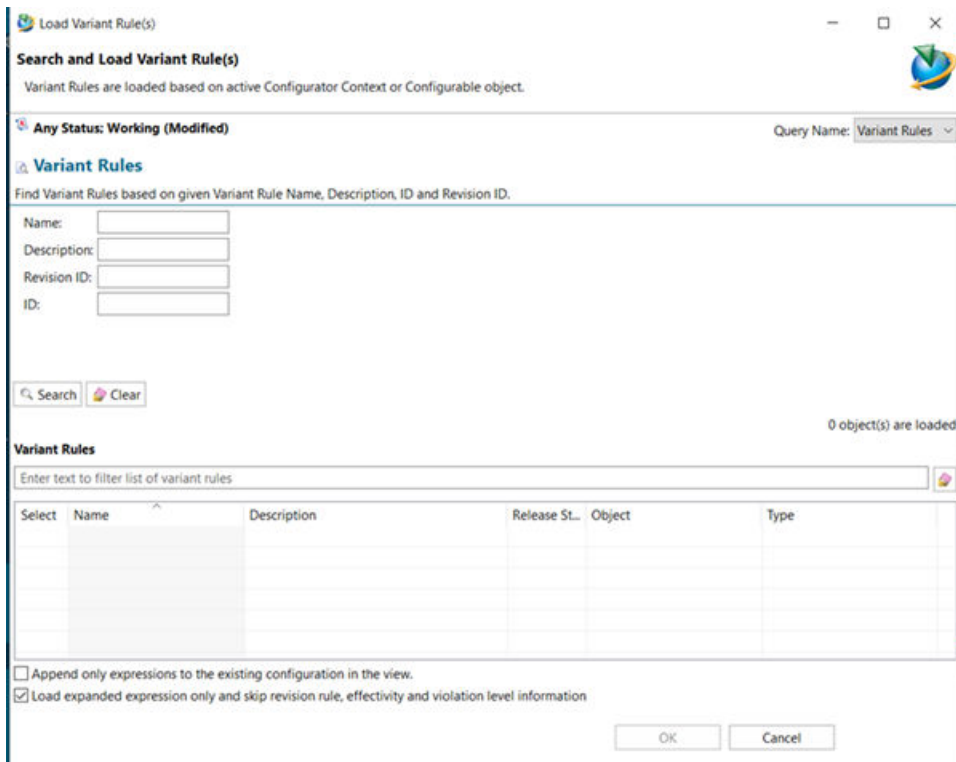 Load Variant Rule(s)
Search and Load Variant Rule(s)
Variant Rules are loaded based on active Configurator Context or Configurable object.
Any Status; Working (Modified)
Query Name: Variant Rules
Variant Rules
Find Variant Rules based on given Variant Rule Name, Description, ID and Revision ID.
Name:
Description:
Revision ID:
ID:
Search Clear
0 object(s) are loaded
Variant Rules
Enter text to filter list of variant rules
Select Name Description Release St... Object Type
Append only expressions to the existing configuration in the view.
Load expanded expression only and skip revision rule, effectivity and violation level information
OK Cancel